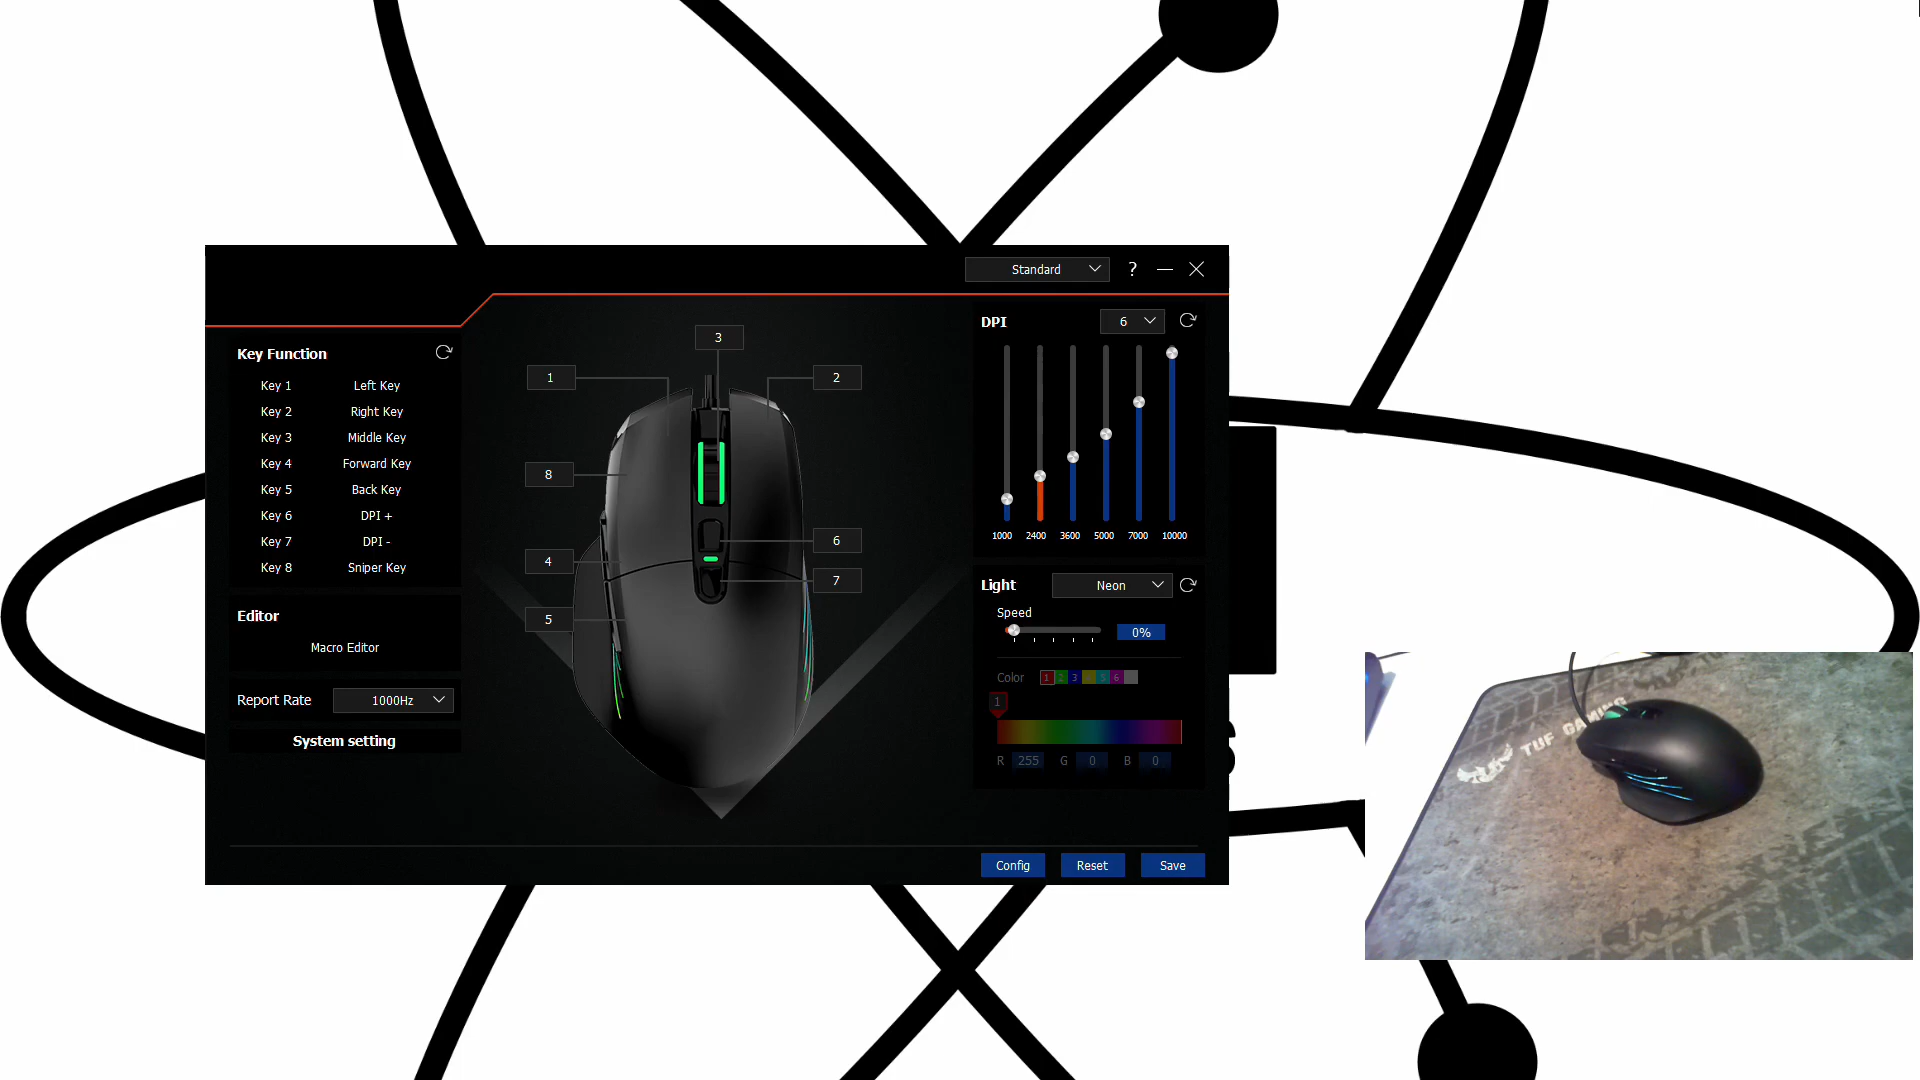 Standard ?
Key Function
Key 1 Left Key
Key 2 Right Key
Key 3 Middle Key
Key 4 Forward Key
Key 5 Back Key
Key 6 DPI +
Key 7 DPI -
Key 8 Sniper Key
Editor
Macro Editor
Report Rate 1000Hz
System setting
3
1
2
8
6
4
7
5
DPI 6
1000 2400 3600 5000 7000 10000
Light Neon
Speed
0%
Color 1 2 3 5 6
1
R 255 G 0 B 0
Config Reset Save
TUF GAMING